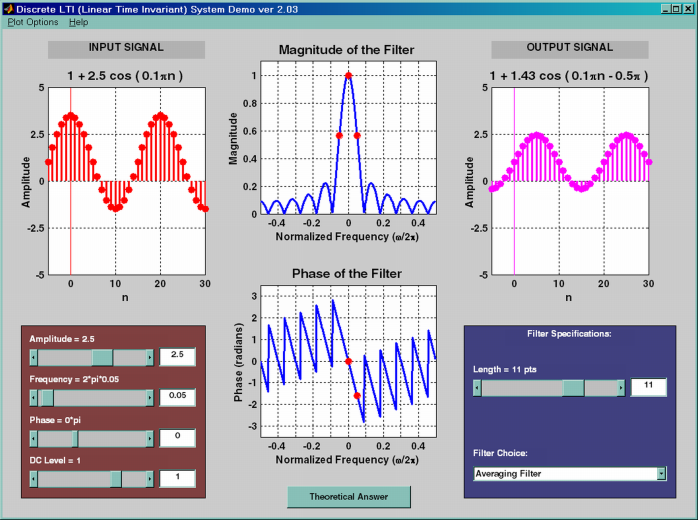 Discrete LTI (Linear Time Invariant) System Demo ver 2.03
Plot Options Help
INPUT SIGNAL
1 + 2.5 cos ( 0.1πn )
5
2.5
0
-2.5
-5
Amplitude
0 10 20 30
n
Magnitude of the Filter
1
0.8
0.6
0.4
0.2
0
Magnitude
-0.4 -0.2 0 0.2 0.4
Normalized Frequency (ω/2π)
Phase of the Filter
3
2
1
0
-1
-2
-3
Phase (radians)
-0.4 -0.2 0 0.2 0.4
Normalized Frequency (ω/2π)
OUTPUT SIGNAL
1 + 1.43 cos ( 0.1πn - 0.5π )
5
2.5
0
-2.5
-5
Amplitude
0 10 20 30
n
Amplitude = 2.5
2.5
Frequency = 2*pi*0.05
0.05
Phase = 0*pi
0
DC Level = 1
1
Theoretical Answer
Filter Specifications:
Length = 11 pts
11
Filter Choice:
Averaging Filter